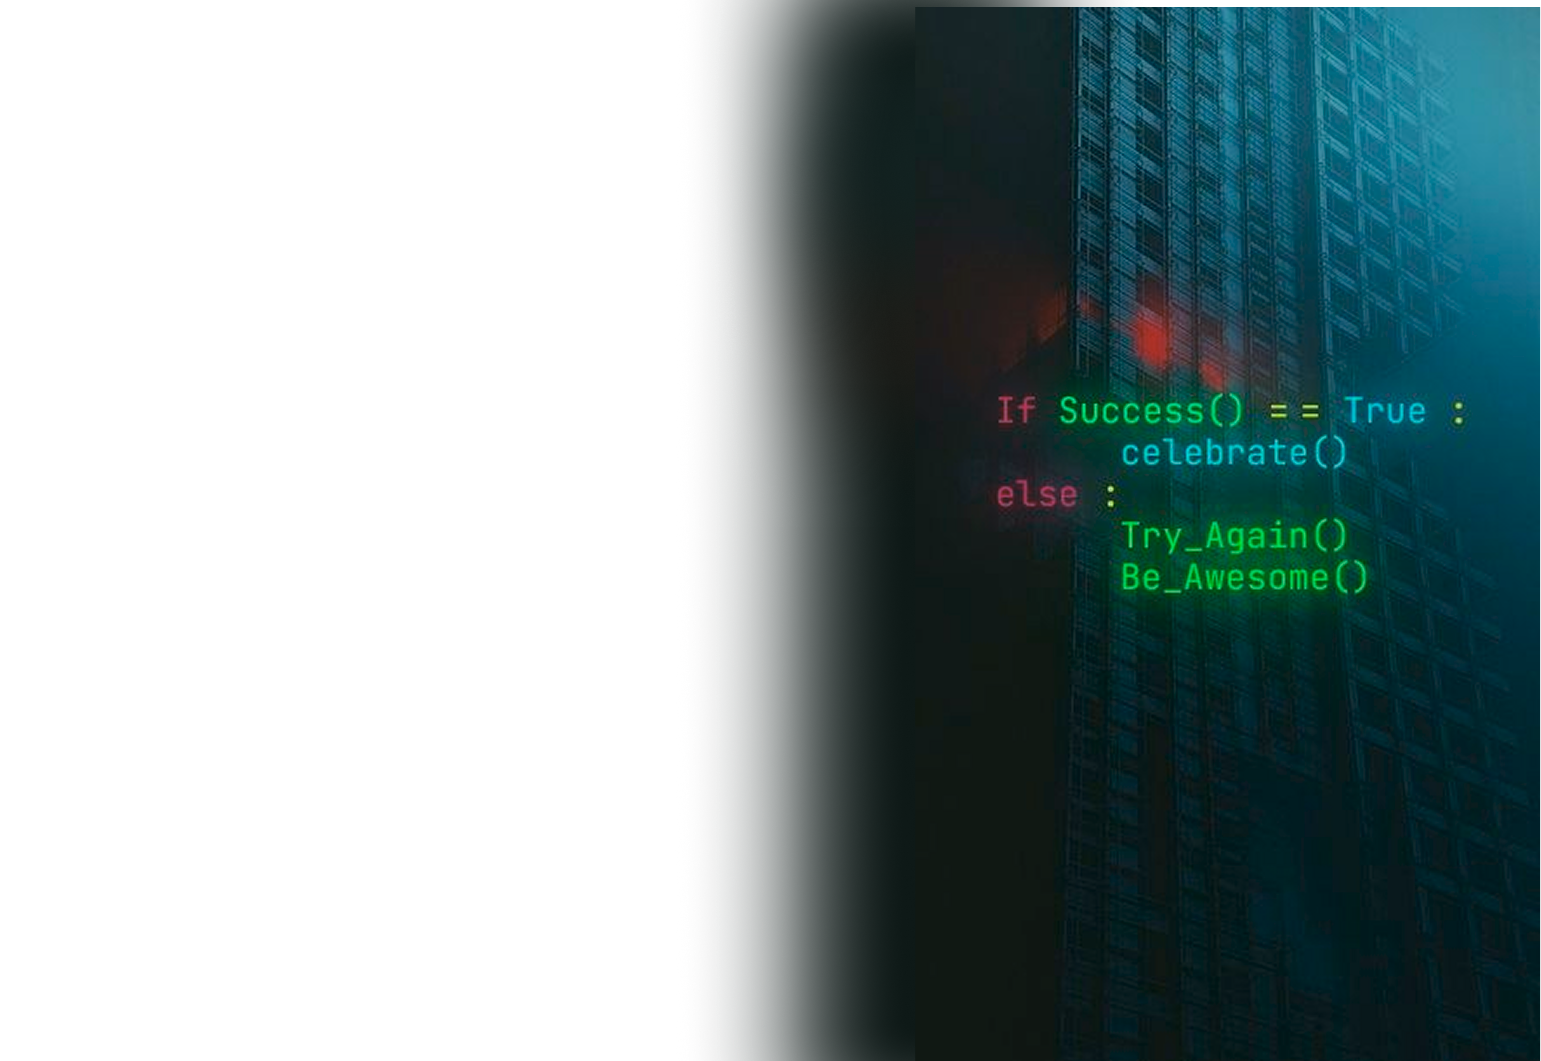 If Success() == True :
celebrate()
else :
Try_Again()
Be_Awesome()